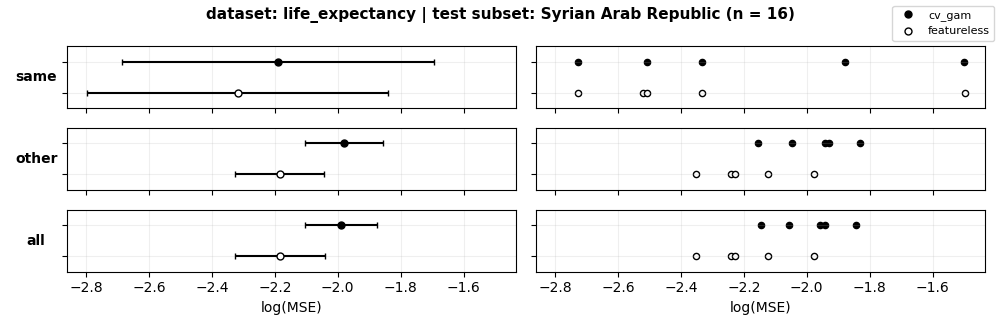 dataset: life_expectancy | test subset: Syrian Arab Republic (n = 16)
cv_gam
featureless
same
other
all
−2.8 −2.6 −2.4 −2.2 −2.0 −1.8 −1.6
−2.8 −2.6 −2.4 −2.2 −2.0 −1.8 −1.6
log(MSE)
log(MSE)